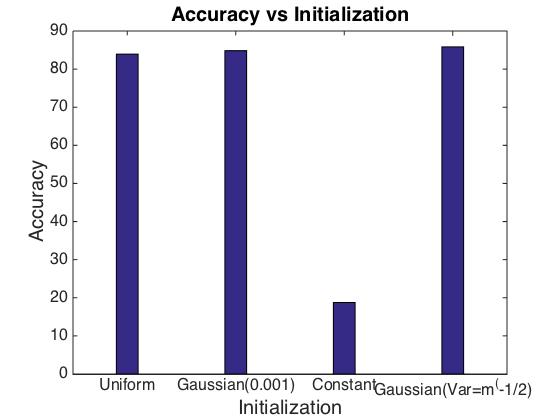 Accuracy vs Initialization
90
80
70
60
50
40
30
20
10
0
Accuracy
Uniform Gaussian(0.001) Constant Gaussian(Var=m^(-1/2)
Initialization